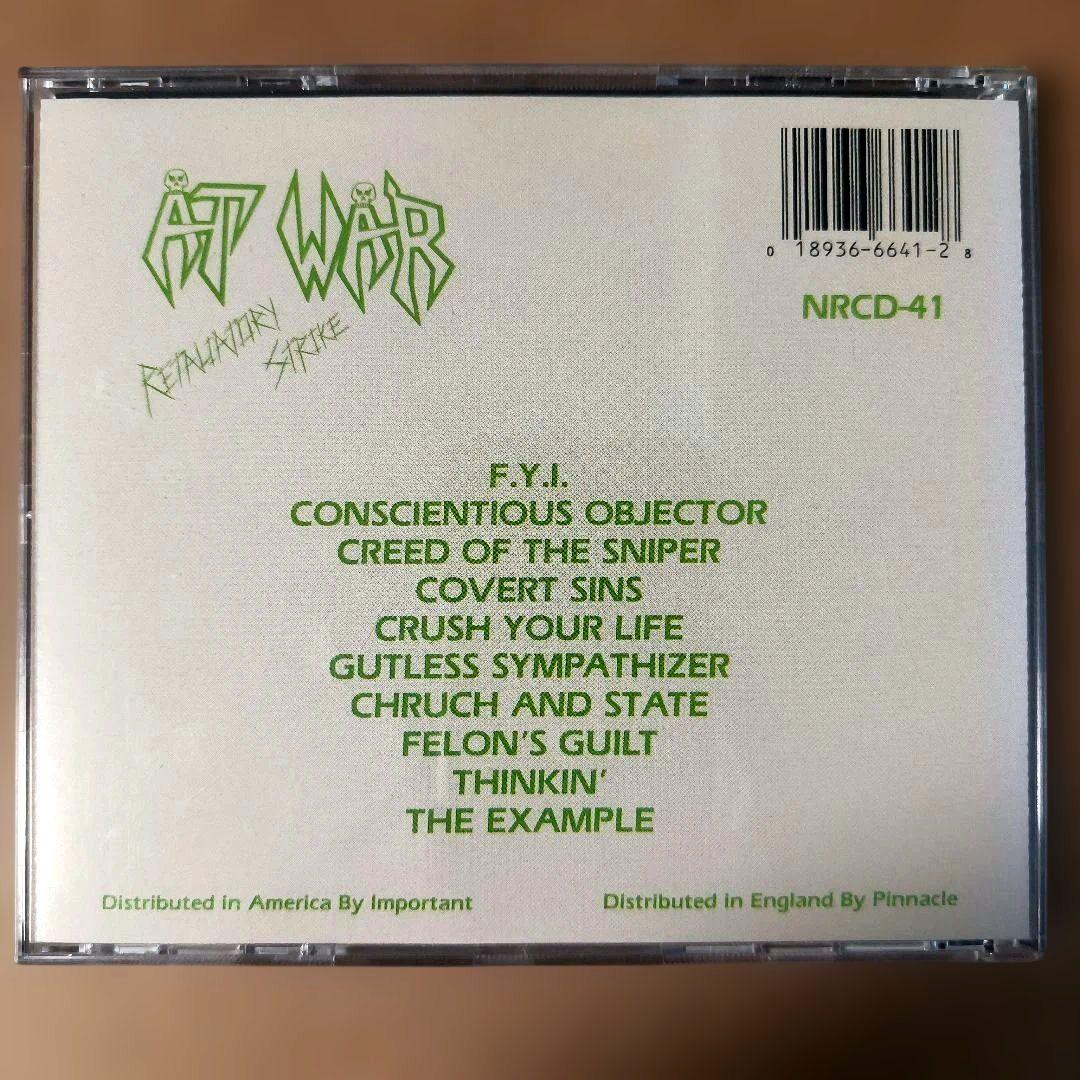 AT WAR
RETALIATORY
STRIKE
0 18936-6641-2 8
NRCD-41
F.Y.I.
CONSCIENTIOUS OBJECTOR
CREED OF THE SNIPER
COVERT SINS
CRUSH YOUR LIFE
GUTLESS SYMPATHIZER
CHRUCH AND STATE
FELON'S GUILT
THINKIN'
THE EXAMPLE
Distributed in America By Important
Distributed in England By Pinnacle